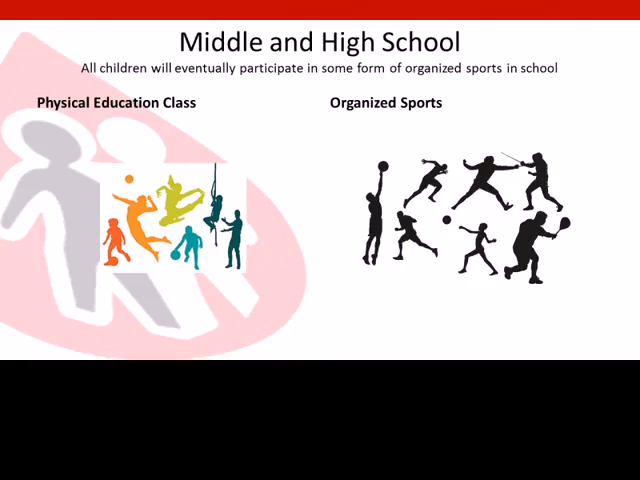 Middle and High School
All children will eventually participate in some form of organized sports in school
Physical Education Class
Organized Sports